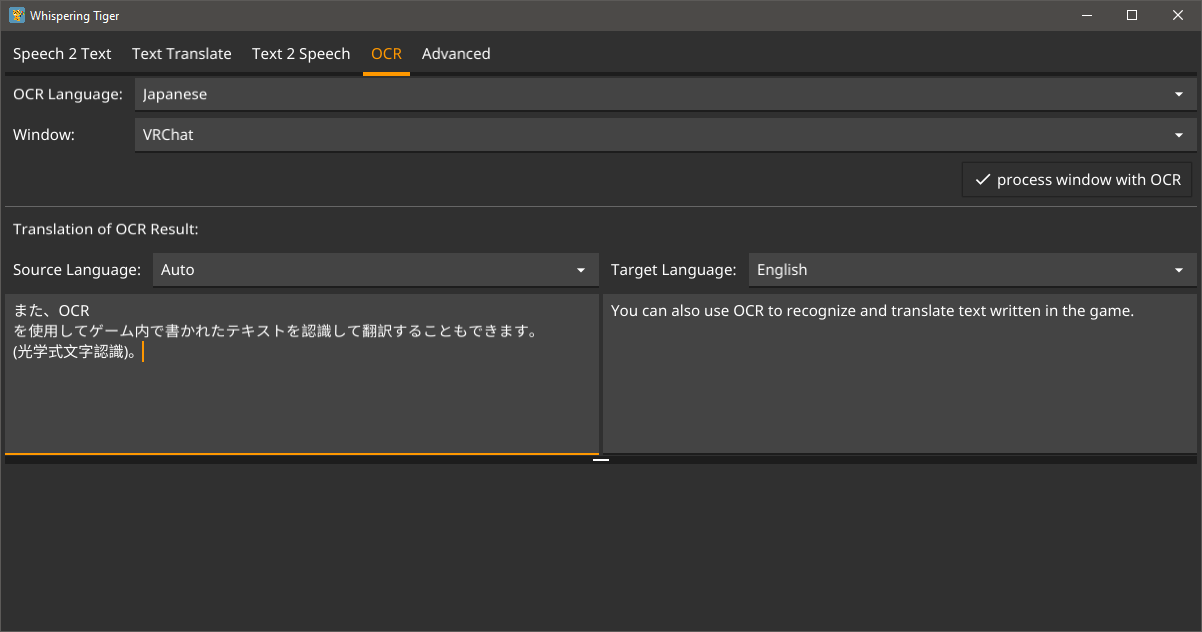 Whispering Tiger
Speech 2 Text Text Translate Text 2 Speech OCR Advanced
OCR Language: Japanese
Window: VRChat
process window with OCR
Translation of OCR Result:
Source Language: Auto Target Language: English
また、OCR
を使用してゲーム内で書かれたテキストを認識して翻訳することもできます。
(光学式文字認識)。
You can also use OCR to recognize and translate text written in the game.